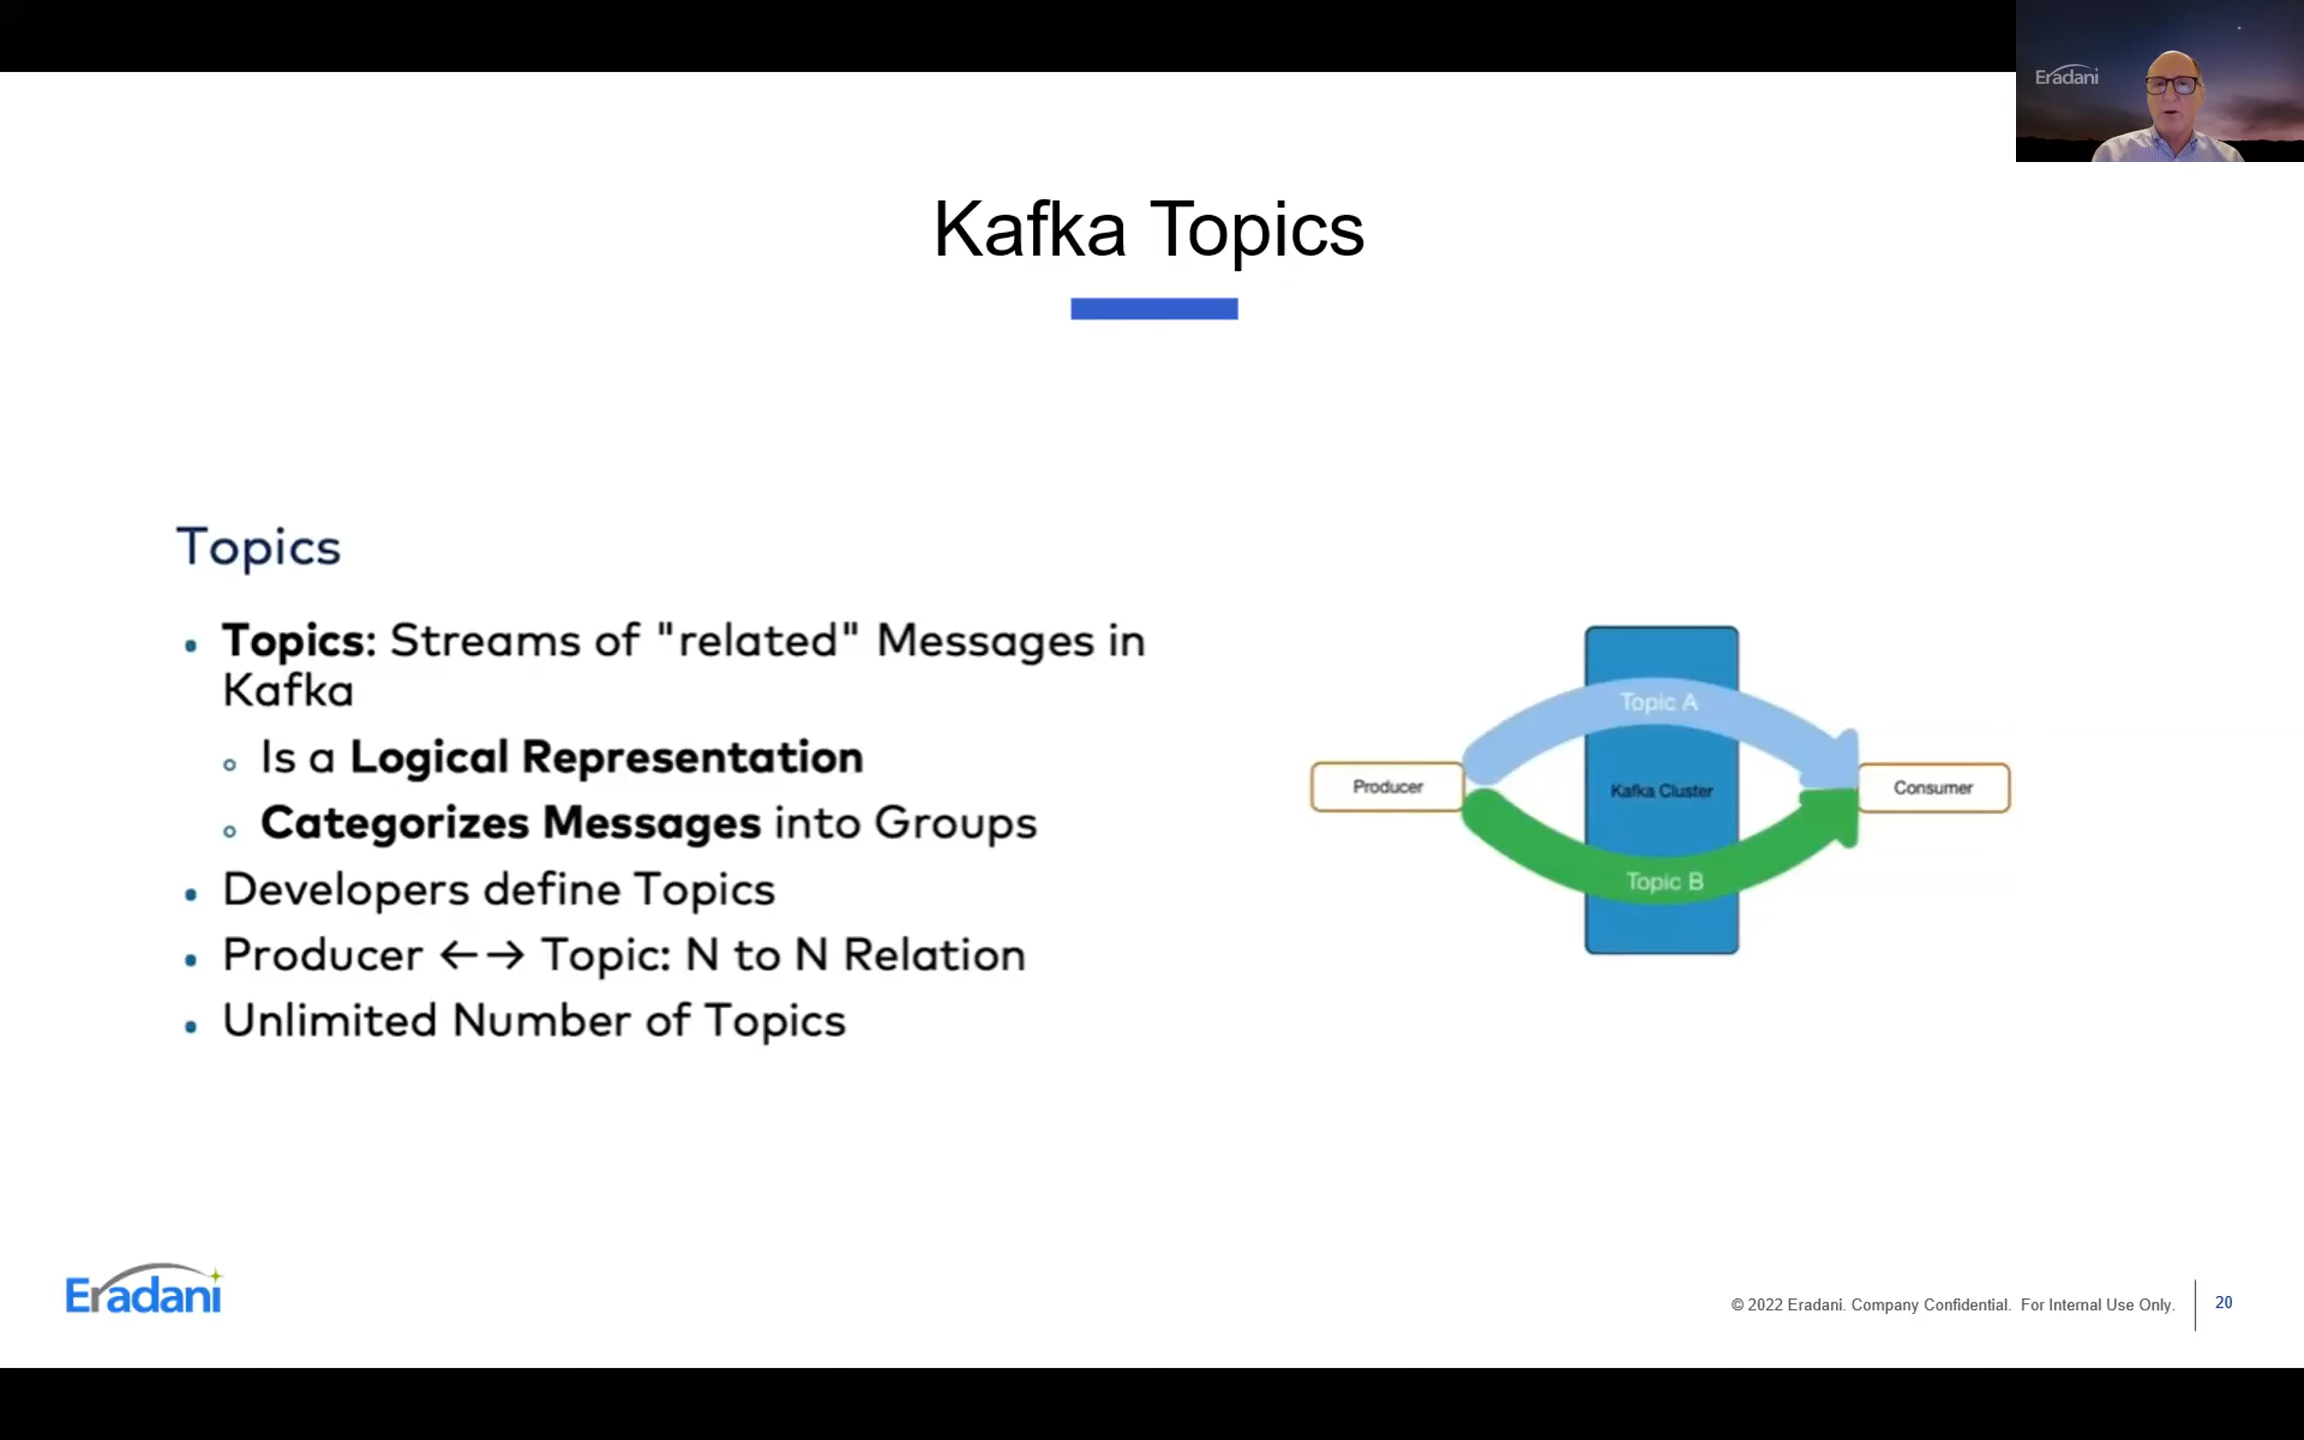 Eradani
Kafka Topics
Topics
• Topics: Streams of "related" Messages in
Kafka
◦ Is a Logical Representation
◦ Categorizes Messages into Groups
• Developers define Topics
• Producer ←→ Topic: N to N Relation
• Unlimited Number of Topics
Topic A
Producer
Kafka Cluster
Consumer
Topic B
Eradani
© 2022 Eradani. Company Confidential. For Internal Use Only.
20